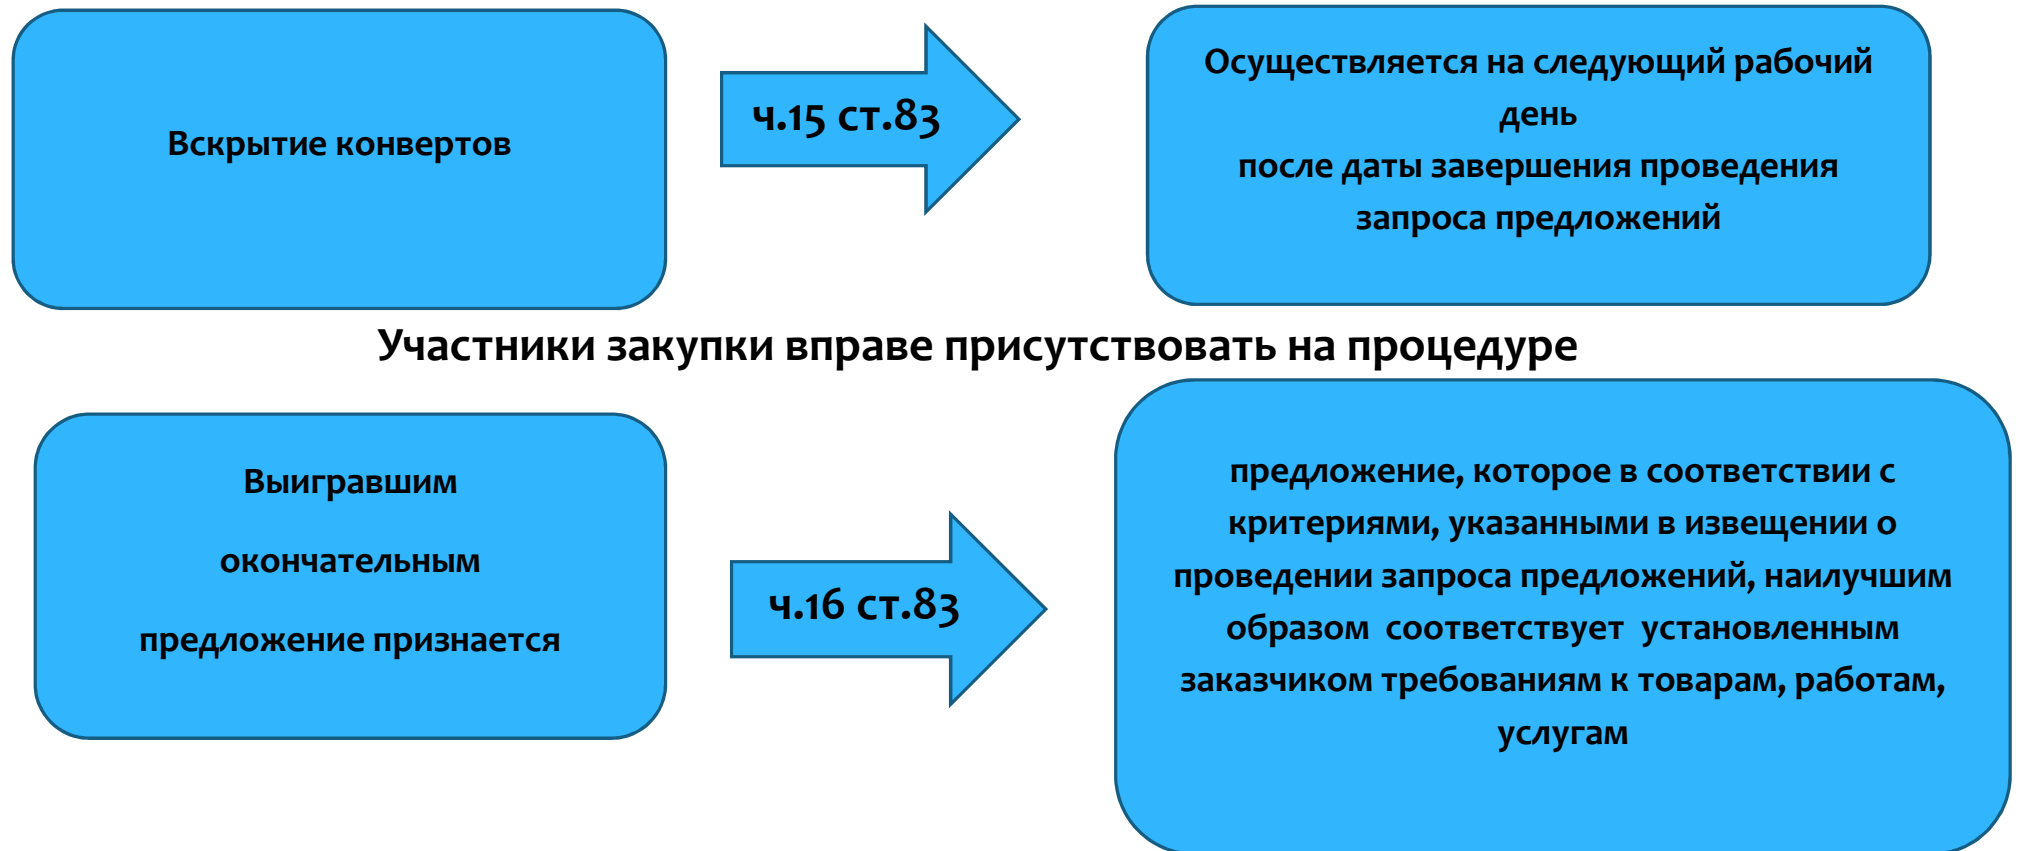 Вскрытие конвертов
ч.15 ст.83
Осуществляется на следующий рабочий
день
после даты завершения проведения
запроса предложений
Участники закупки вправе присутствовать на процедуре
Выигравшим
окончательным
предложение признается
ч.16 ст.83
предложение, которое в соответствии с
критериями, указанными в извещении о
проведении запроса предложений, наилучшим
образом соответствует установленным
заказчиком требованиям к товарам, работам,
услугам